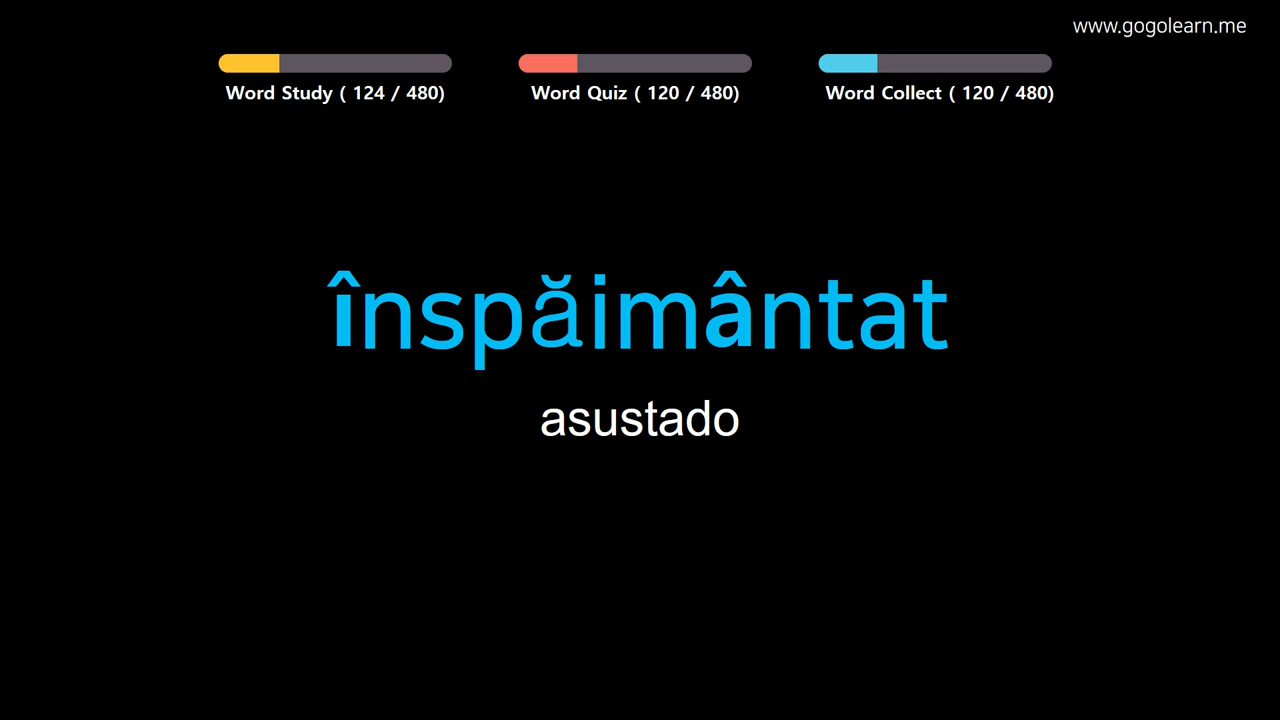 www.gogolearn.me
Word Study ( 124 / 480)
Word Quiz ( 120 / 480)
Word Collect ( 120 / 480)
înspăimântat
asustado